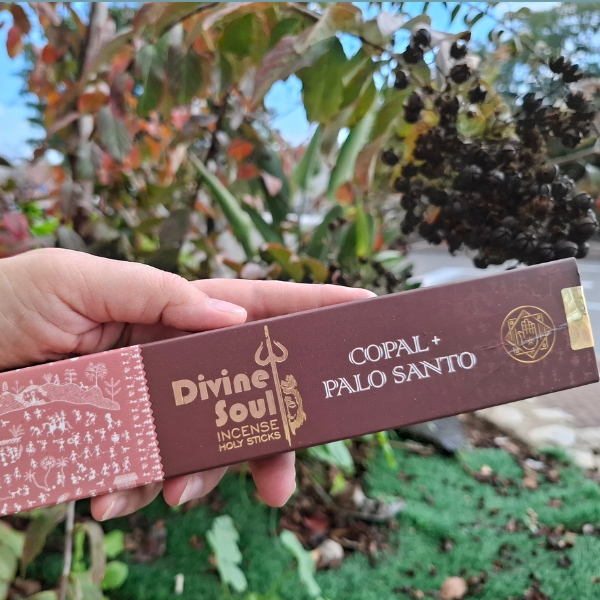 Divine
Soul
INCENSE
HOLY STICKS
COPAL +
PALO SANTO